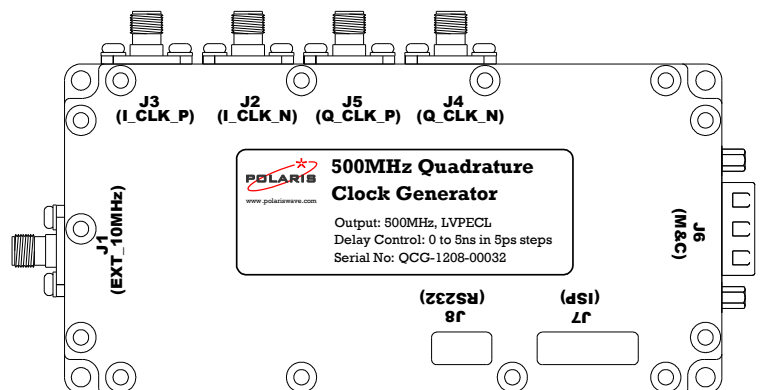 J3
(I_CLK_P)
J2
(I_CLK_N)
J5
(Q_CLK_P)
J4
(Q_CLK_N)
J1
(EXT_10MHz)
POLARIS
www.polariswave.com
500MHz Quadrature
Clock Generator
Output: 500MHz, LVPECL
Delay Control: 0 to 5ns in 5ps steps
Serial No: QCG-1208-00032
J6
(M&C)
J8
(RS232)
J7
(ISP)